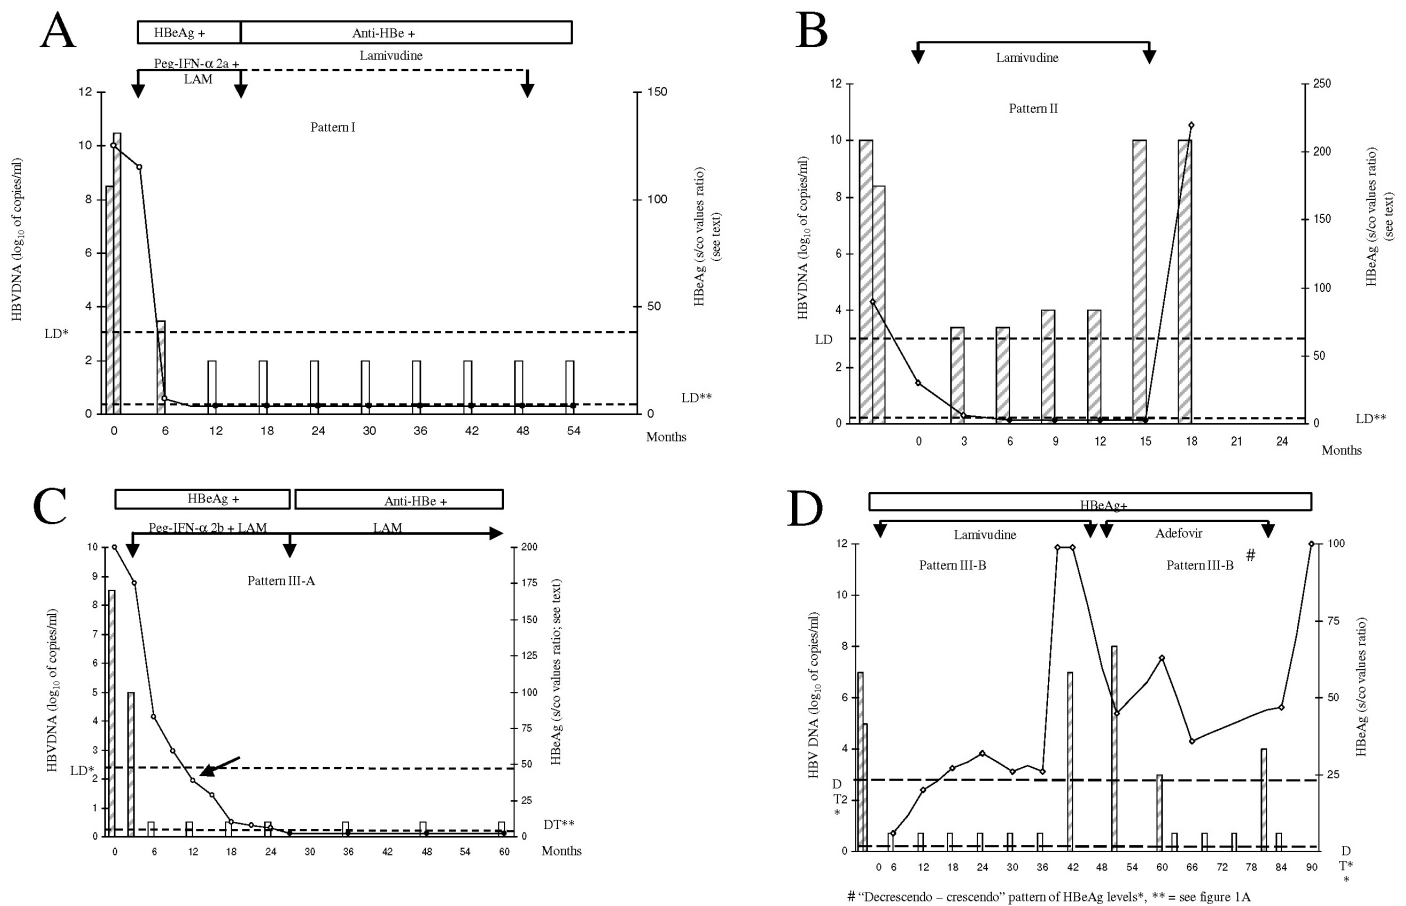 A
HBeAg +
Anti-HBe +
Lamivudine
Peg-IFN-α 2a +
LAM
Pattern I
12
10
8
6
4
2
0
150
100
50
0
HBVDNA (log10 of copies/ml)
HBeAg (s/co values ratio)
(see text)
LD*
LD**
0 6 12 18 24 30 36 42 48 54
Months
B
Lamivudine
Pattern II
12
10
8
6
4
2
0
250
200
150
100
50
0
HBVDNA (log10 of copies/ml)
HBeAg (s/co values ratio)
(see text)
LD
LD**
0 3 6 9 12 15 18 21 24
Months
C
HBeAg +
Anti-HBe +
Peg-IFN-α 2b + LAM
LAM
Pattern III-A
10
9
8
7
6
5
4
3
2
1
0
200
175
150
125
100
75
50
25
0
HBVDNA (log10 of copies/ml)
HBeAg (s/co values ratio; see text)
LD*
DT**
0 6 12 18 24 30 36 42 48 54 60
Months
D
HBeAg+
Lamivudine
Adefovir
Pattern III-B
Pattern III-B
#
12
10
8
6
4
2
0
100
75
50
25
HBV DNA (log10 of copies/ml)
HBeAg (s/co values ratio)
D
T
*
D
T*
*
0 6 12 18 24 30 36 42 48 54 60 66 72 78 84 90
# “Decrescendo – crescendo” pattern of HBeAg levels*, ** = see figure 1A